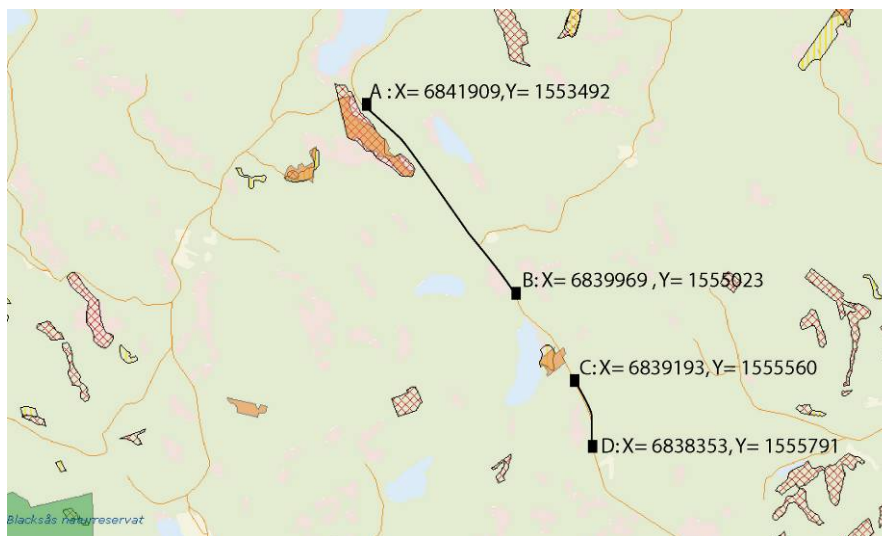 A :X= 6841909,Y= 1553492
B:X= 6839969 ,Y= 1555023
C:X= 6839193,Y= 1555560
D:X= 6838353,Y= 1555791
Blacksås naturreservat